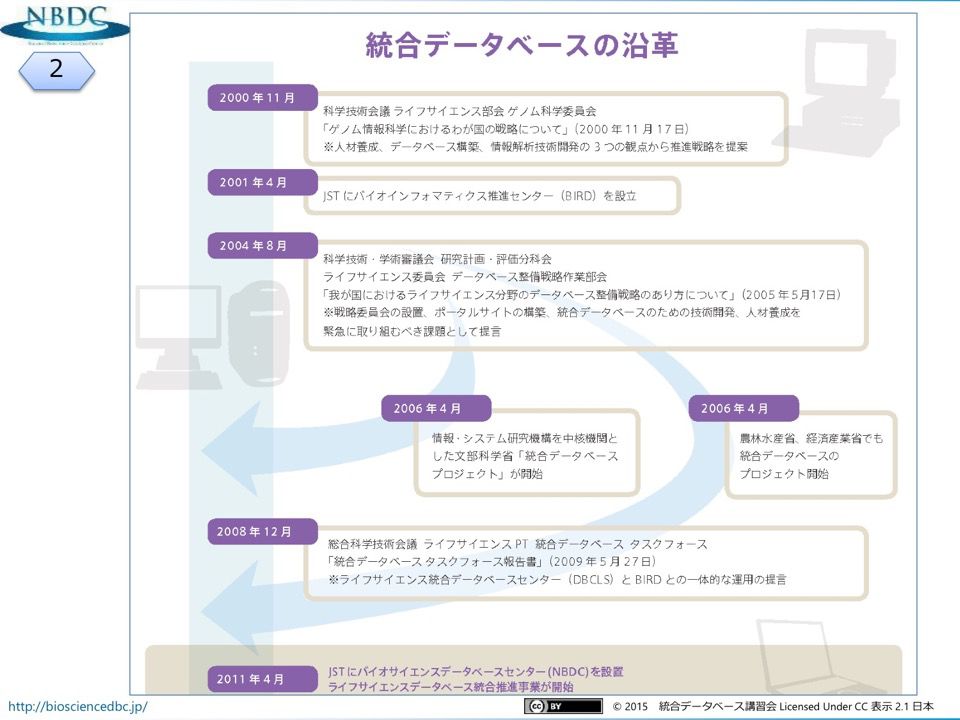 NBDC
2
統合データベースの沿革
2000 年 11 月
科学技術会議 ライフサイエンス部会 ゲノム科学委員会
「ゲノム情報科学におけるわが国の戦略について」（2000 年 11 月 17 日）
※人材養成、データベース構築、情報解析技術開発の 3 つの観点から推進戦略を提案
2001 年 4 月
JST にバイオインフォマティクス推進センター（BIRD）を設立
2004 年 8 月
科学技術・学術審議会 研究計画・評価分科会
ライフサイエンス委員会 データベース整備戦略作業部会
「我が国におけるライフサイエンス分野のデータベース整備戦略のあり方について」（2005 年 5 月17日）
※戦略委員会の設置、ポータルサイトの構築、統合データベースのための技術開発、人材養成を
緊急に取り組むべき課題として提言
2006 年 4 月
情報・システム研究機構を中核機関と
した文部科学省「統合データベース
プロジェクト」が開始
2006 年 4 月
農林水産省、経済産業省でも
統合データベースの
プロジェクト開始
2008 年 12 月
総合科学技術会議 ライフサイエンス PT 統合データベース タスクフォース
「統合データベース タスクフォース報告書」（2009 年 5 月 27日）
※ライフサイエンス統合データベースセンター（DBCLS）と BIRD との一体的な運用の提言
2011 年 4 月
JSTにバイオサイエンスデータベースセンター(NBDC)を設置
ライフサイエンスデータベース統合推進事業が開始
http://biosciencedbc.jp/
cc BY
© 2015 統合データベース講習会 Licensed Under CC 表示 2.1 日本